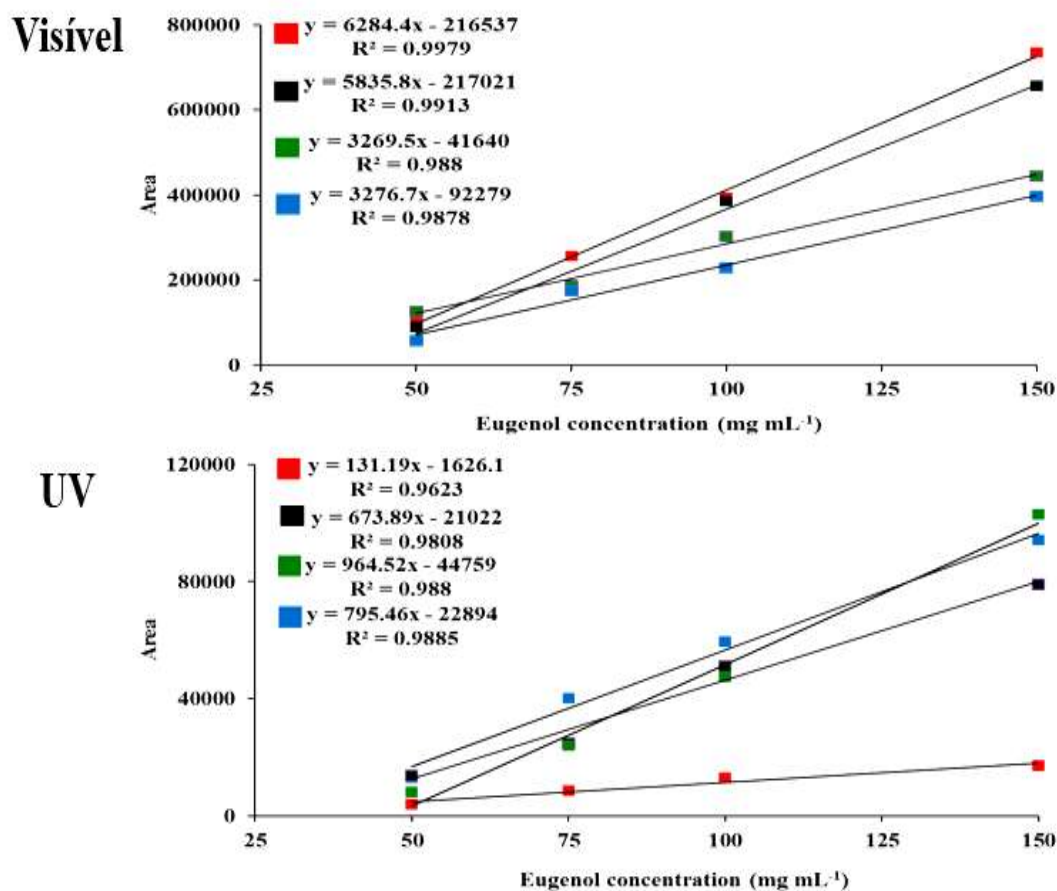 Visível
800000
600000
400000
200000
0
Area
y = 6284.4x - 216537
R² = 0.9979
y = 5835.8x - 217021
R² = 0.9913
y = 3269.5x - 41640
R² = 0.988
y = 3276.7x - 92279
R² = 0.9878
25 50 75 100 125 150
Eugenol concentration (mg mL⁻¹)
UV
120000
80000
40000
0
Area
y = 131.19x - 1626.1
R² = 0.9623
y = 673.89x - 21022
R² = 0.9808
y = 964.52x - 44759
R² = 0.988
y = 795.46x - 22894
R² = 0.9885
25 50 75 100 125 150
Eugenol concentration (mg mL⁻¹)